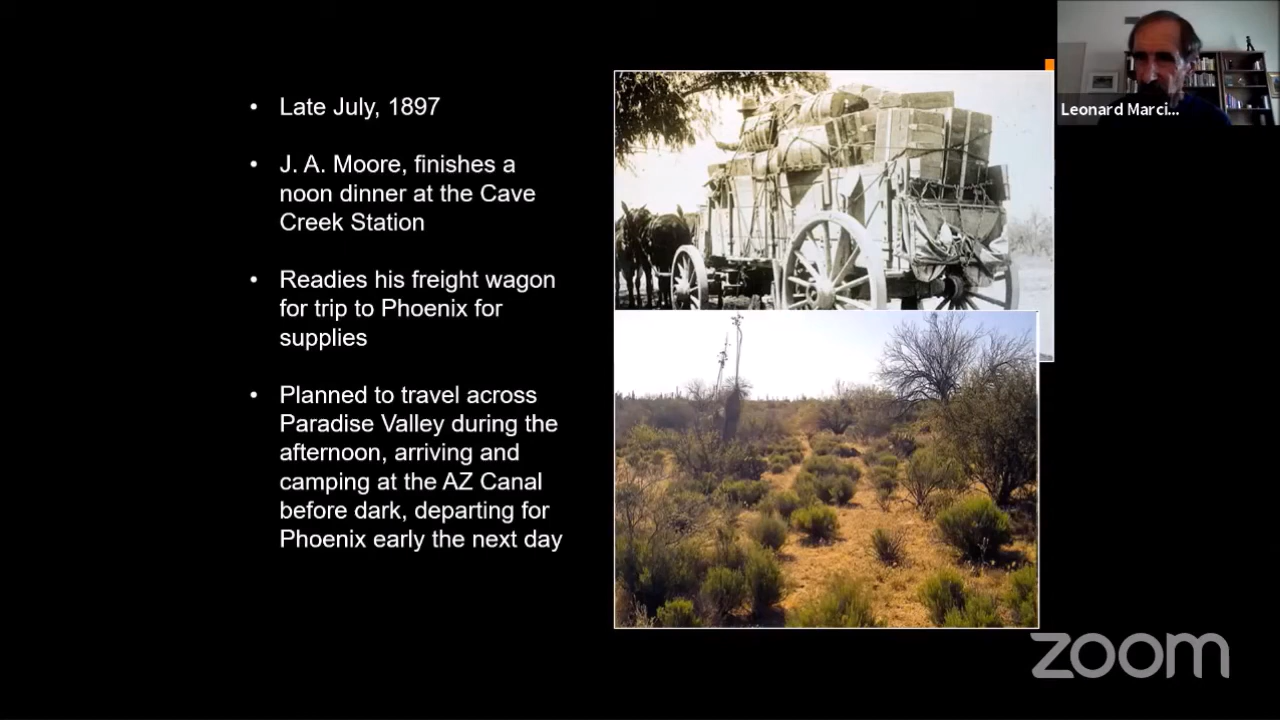 Late July, 1897
J. A. Moore, finishes a
noon dinner at the Cave
Creek Station
Readies his freight wagon
for trip to Phoenix for
supplies
Planned to travel across
Paradise Valley during the
afternoon, arriving and
camping at the AZ Canal
before dark, departing for
Phoenix early the next day
Leonard Marci...
zoom